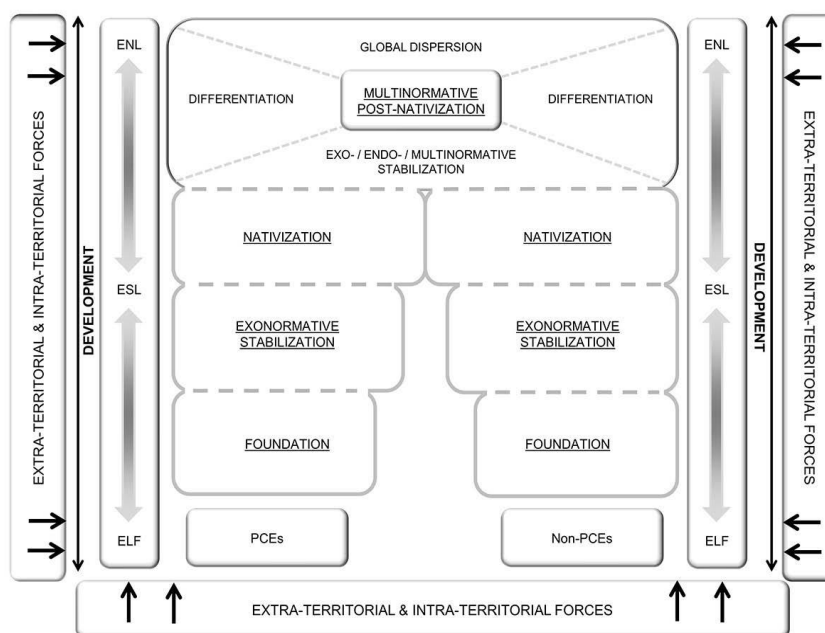 ENL
GLOBAL DISPERSION
ENL
DIFFERENTIATION
MULTINORMATIVE
POST-NATIVIZATION
DIFFERENTIATION
EXO- / ENDO- / MULTINORMATIVE
STABILIZATION
EXTRA-TERRITORIAL & INTRA-TERRITORIAL FORCES
DEVELOPMENT
NATIVIZATION
NATIVIZATION
DEVELOPMENT
EXTRA-TERRITORIAL & INTRA-TERRITORIAL FORCES
ESL
ESL
EXONORMATIVE
STABILIZATION
EXONORMATIVE
STABILIZATION
FOUNDATION
FOUNDATION
ELF
PCEs
Non-PCEs
ELF
EXTRA-TERRITORIAL & INTRA-TERRITORIAL FORCES